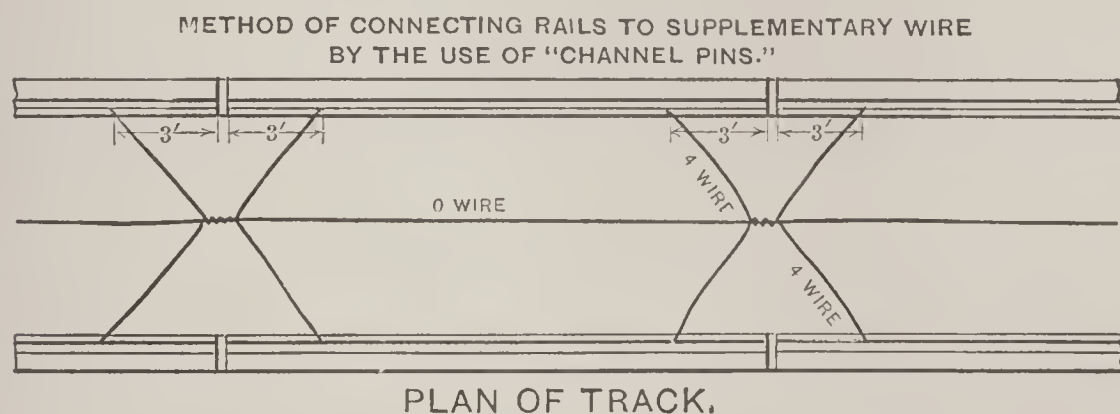 METHOD OF CONNECTING RAILS TO SUPPLEMENTARY WIRE
BY THE USE OF "CHANNEL PINS."
3' 3' 3' 3'
4 WIRE
0 WIRE
4 WIRE
PLAN OF TRACK.